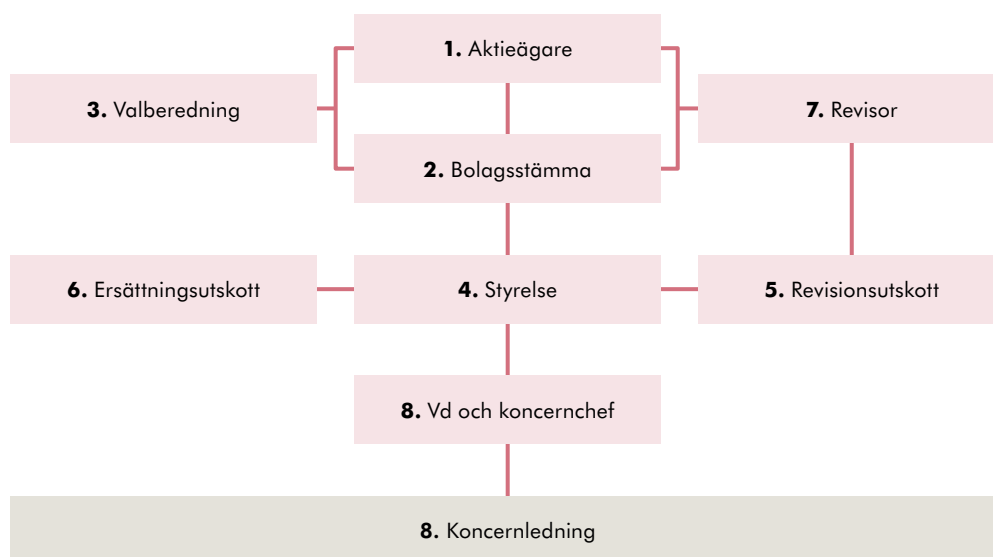 1. Aktieägare
3. Valberedning
7. Revisor
2. Bolagsstämma
6. Ersättningsutskott
4. Styrelse
5. Revisionsutskott
8. Vd och koncernchef
8. Koncernledning